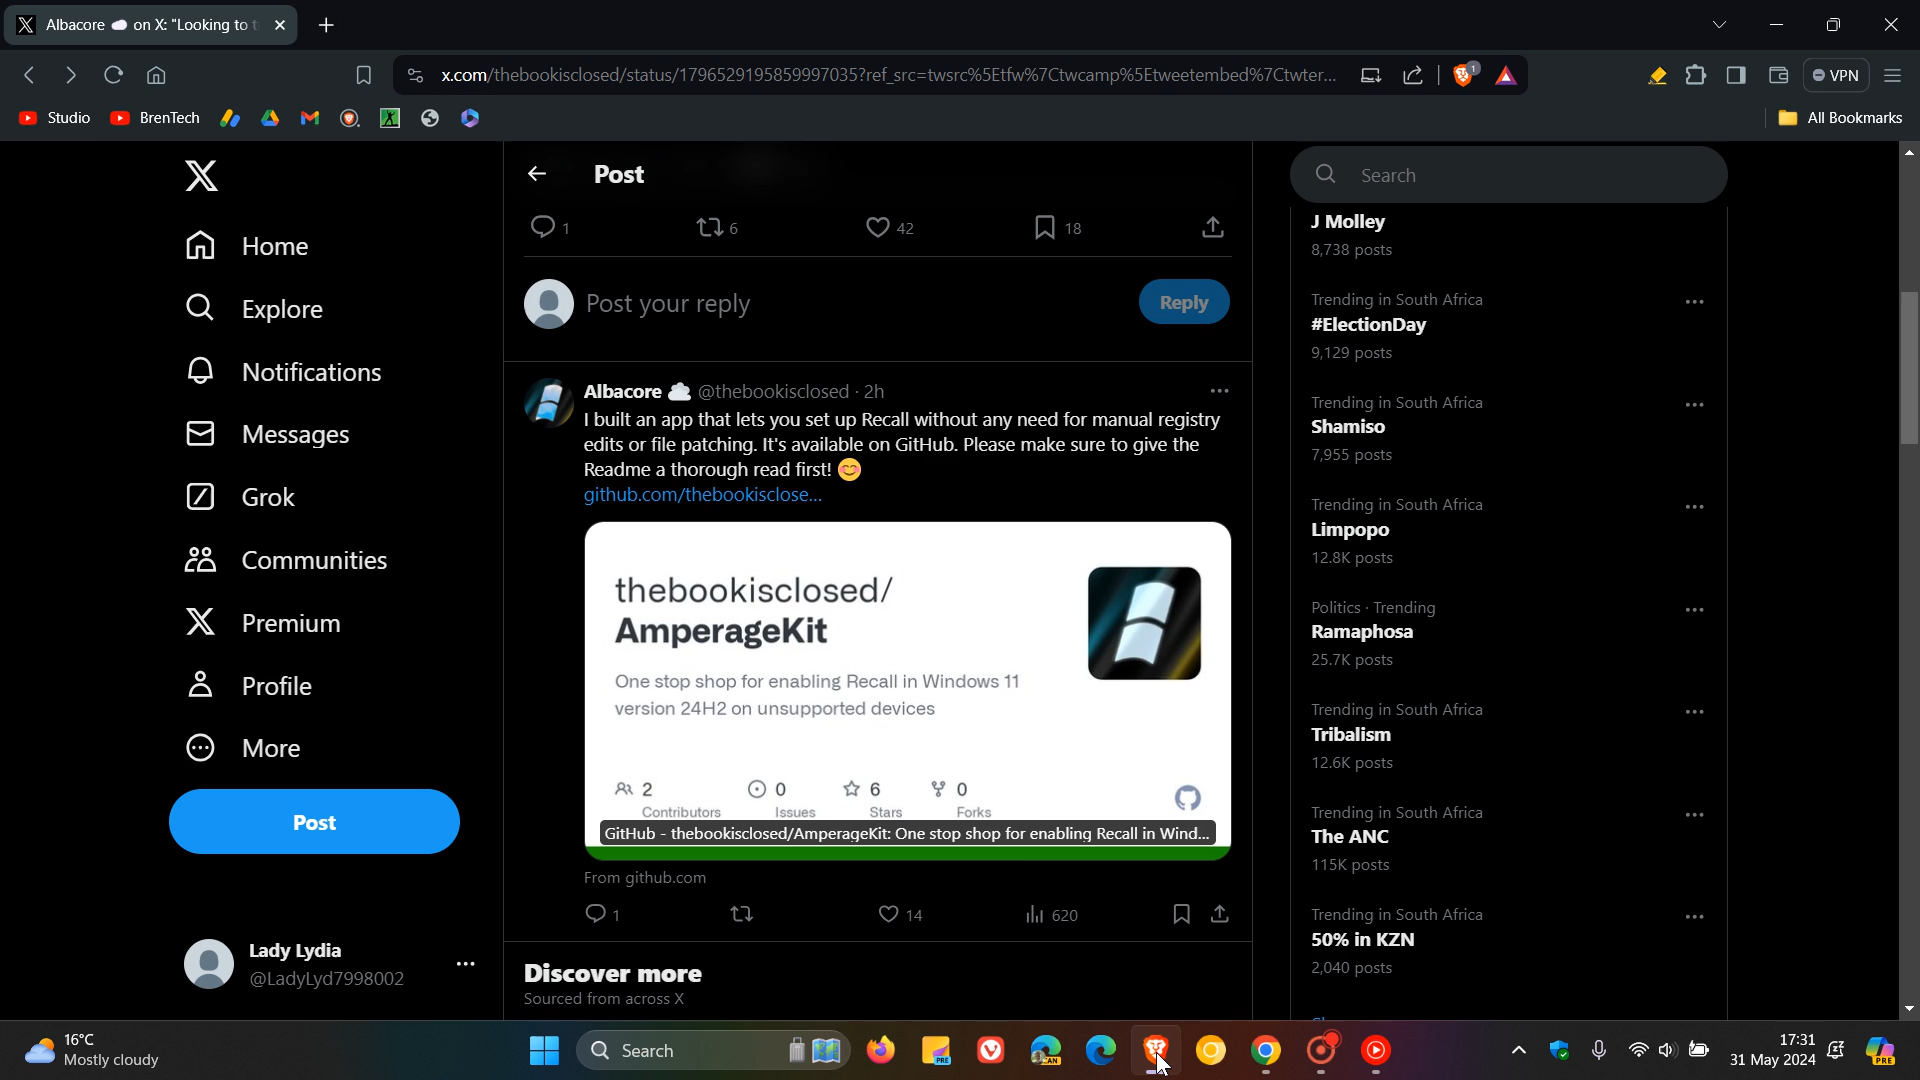 Albacore ☁️ on X: "Looking to t
x.com/thebookisclosed/status/1796529195859997035?ref_src=twsrc%5Etfw%7Ctwcamp%5Etweetembed%7Ctwter...
1
VPN
Studio
BrenTech
All Bookmarks
Home
Explore
Notifications
Messages
Grok
Communities
Premium
Profile
More
Post
Lady Lydia
@LadyLyd7998002
Post
1
6
42
18
Post your reply
Reply
Albacore ☁️ @thebookisclosed · 2h
I built an app that lets you set up Recall without any need for manual registry
edits or file patching. It's available on GitHub. Please make sure to give the
Readme a thorough read first! 😊
github.com/thebookisclose...
thebookisclosed/
AmperageKit
One stop shop for enabling Recall in Windows 11
version 24H2 on unsupported devices
2
Contributors
0
Issues
6
Stars
0
Forks
GitHub - thebookisclosed/AmperageKit: One stop shop for enabling Recall in Wind...
From github.com
1
14
620
Discover more
Sourced from across X
Search
J Molley
8,738 posts
Trending in South Africa
#ElectionDay
9,129 posts
Trending in South Africa
Shamiso
7,955 posts
Trending in South Africa
Limpopo
12.8K posts
Politics · Trending
Ramaphosa
25.7K posts
Trending in South Africa
Tribalism
12.6K posts
Trending in South Africa
The ANC
115K posts
Trending in South Africa
50% in KZN
2,040 posts
16°C
Mostly cloudy
Search
PRE
CAN
17:31
31 May 2024
PRE